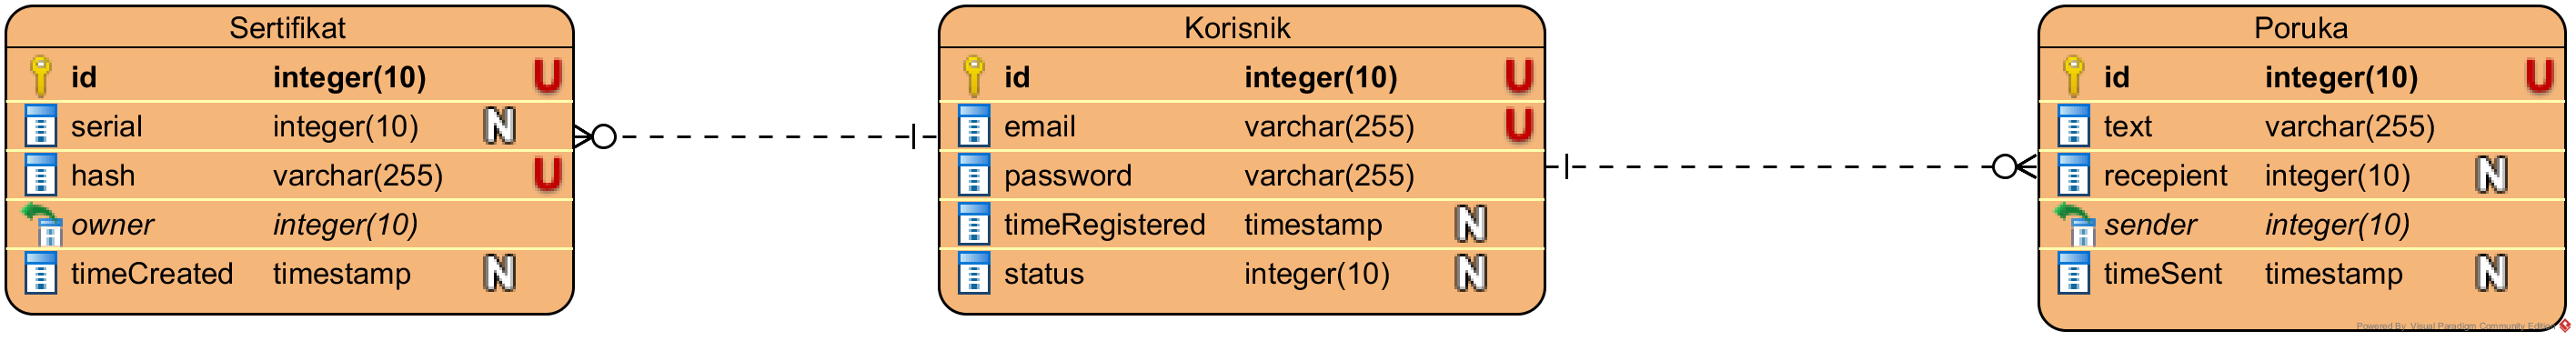 Sertifikat
id integer(10) U
serial integer(10) N
hash varchar(255) U
owner integer(10)
timeCreated timestamp N
Korisnik
id integer(10) U
email varchar(255) U
password varchar(255)
timeRegistered timestamp N
status integer(10) N
Poruka
id integer(10) U
text varchar(255)
recepient integer(10) N
sender integer(10)
timeSent timestamp N
Powered By Visual Paradigm Community Edition